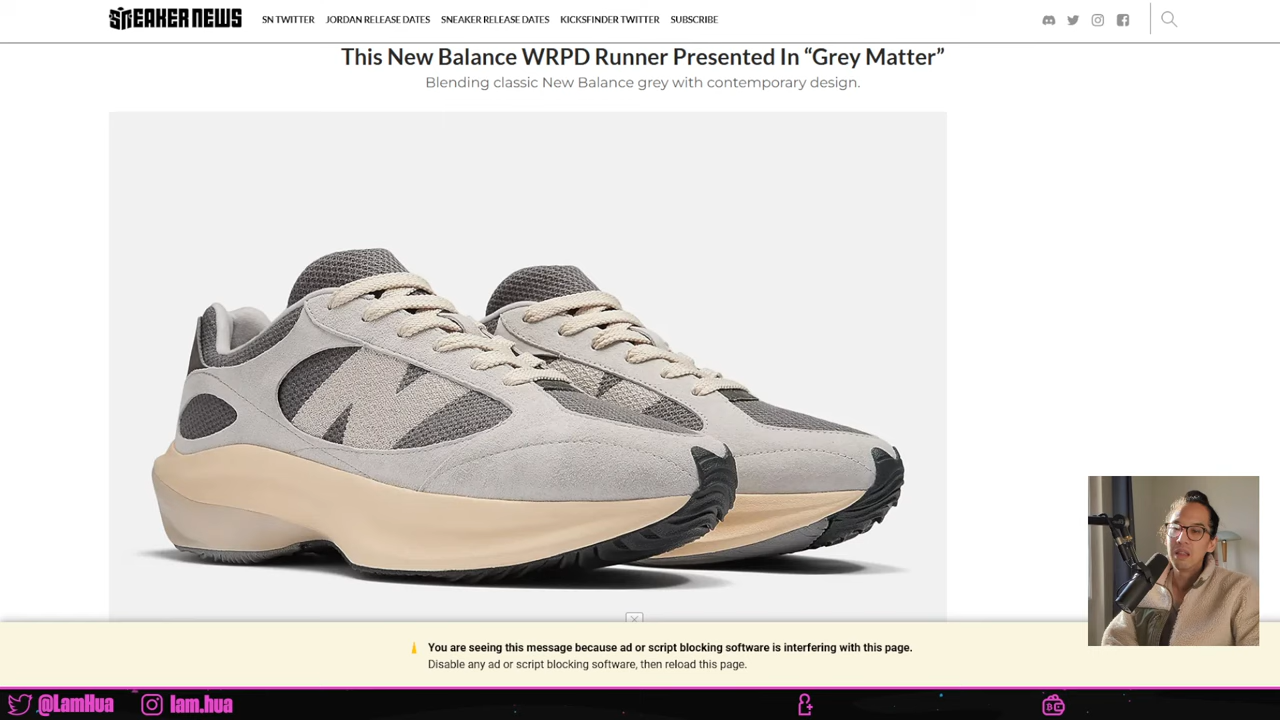 SNEAKER NEWS
SN TWITTER JORDAN RELEASE DATES SNEAKER RELEASE DATES KICKSFINDER TWITTER SUBSCRIBE
This New Balance WRPD Runner Presented In “Grey Matter”
Blending classic New Balance grey with contemporary design.
N
You are seeing this message because ad or script blocking software is interfering with this page.
Disable any ad or script blocking software, then reload this page.
@LamHua lam.hua